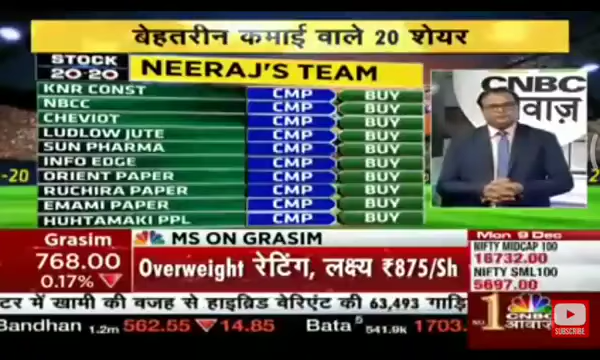 बेहतरीन कमाई वाले 20 शेयर
STOCK 20-20
NEERAJ'S TEAM
KNR CONST CMP BUY
NBCC CMP BUY
CHEVIOT CMP BUY
LUDLOW JUTE CMP BUY
SUN PHARMA CMP BUY
INFO EDGE CMP BUY
ORIENT PAPER CMP BUY
RUCHIRA PAPER CMP BUY
EMAMI PAPER CMP BUY
HUHTAMAKI PPL CMP BUY
CNBC
आवाज़
-20
20
Grasim
768.00
0.17%
MS ON GRASIM
Overweight रेटिंग, लक्ष्य ₹875/Sh
Mon 9 Dec
NIFTY MIDCAP 100
16732.00
NIFTY SML100
5697.00
टर में खामी की वजह से हाइब्रिड वेरिएंट की 63,493 गाड़ि
Bandhan 1.2m 562.55 14.85 Bata 541.9k 1703.
NO. 1 CNBC आवाज़
SUBSCRIBE